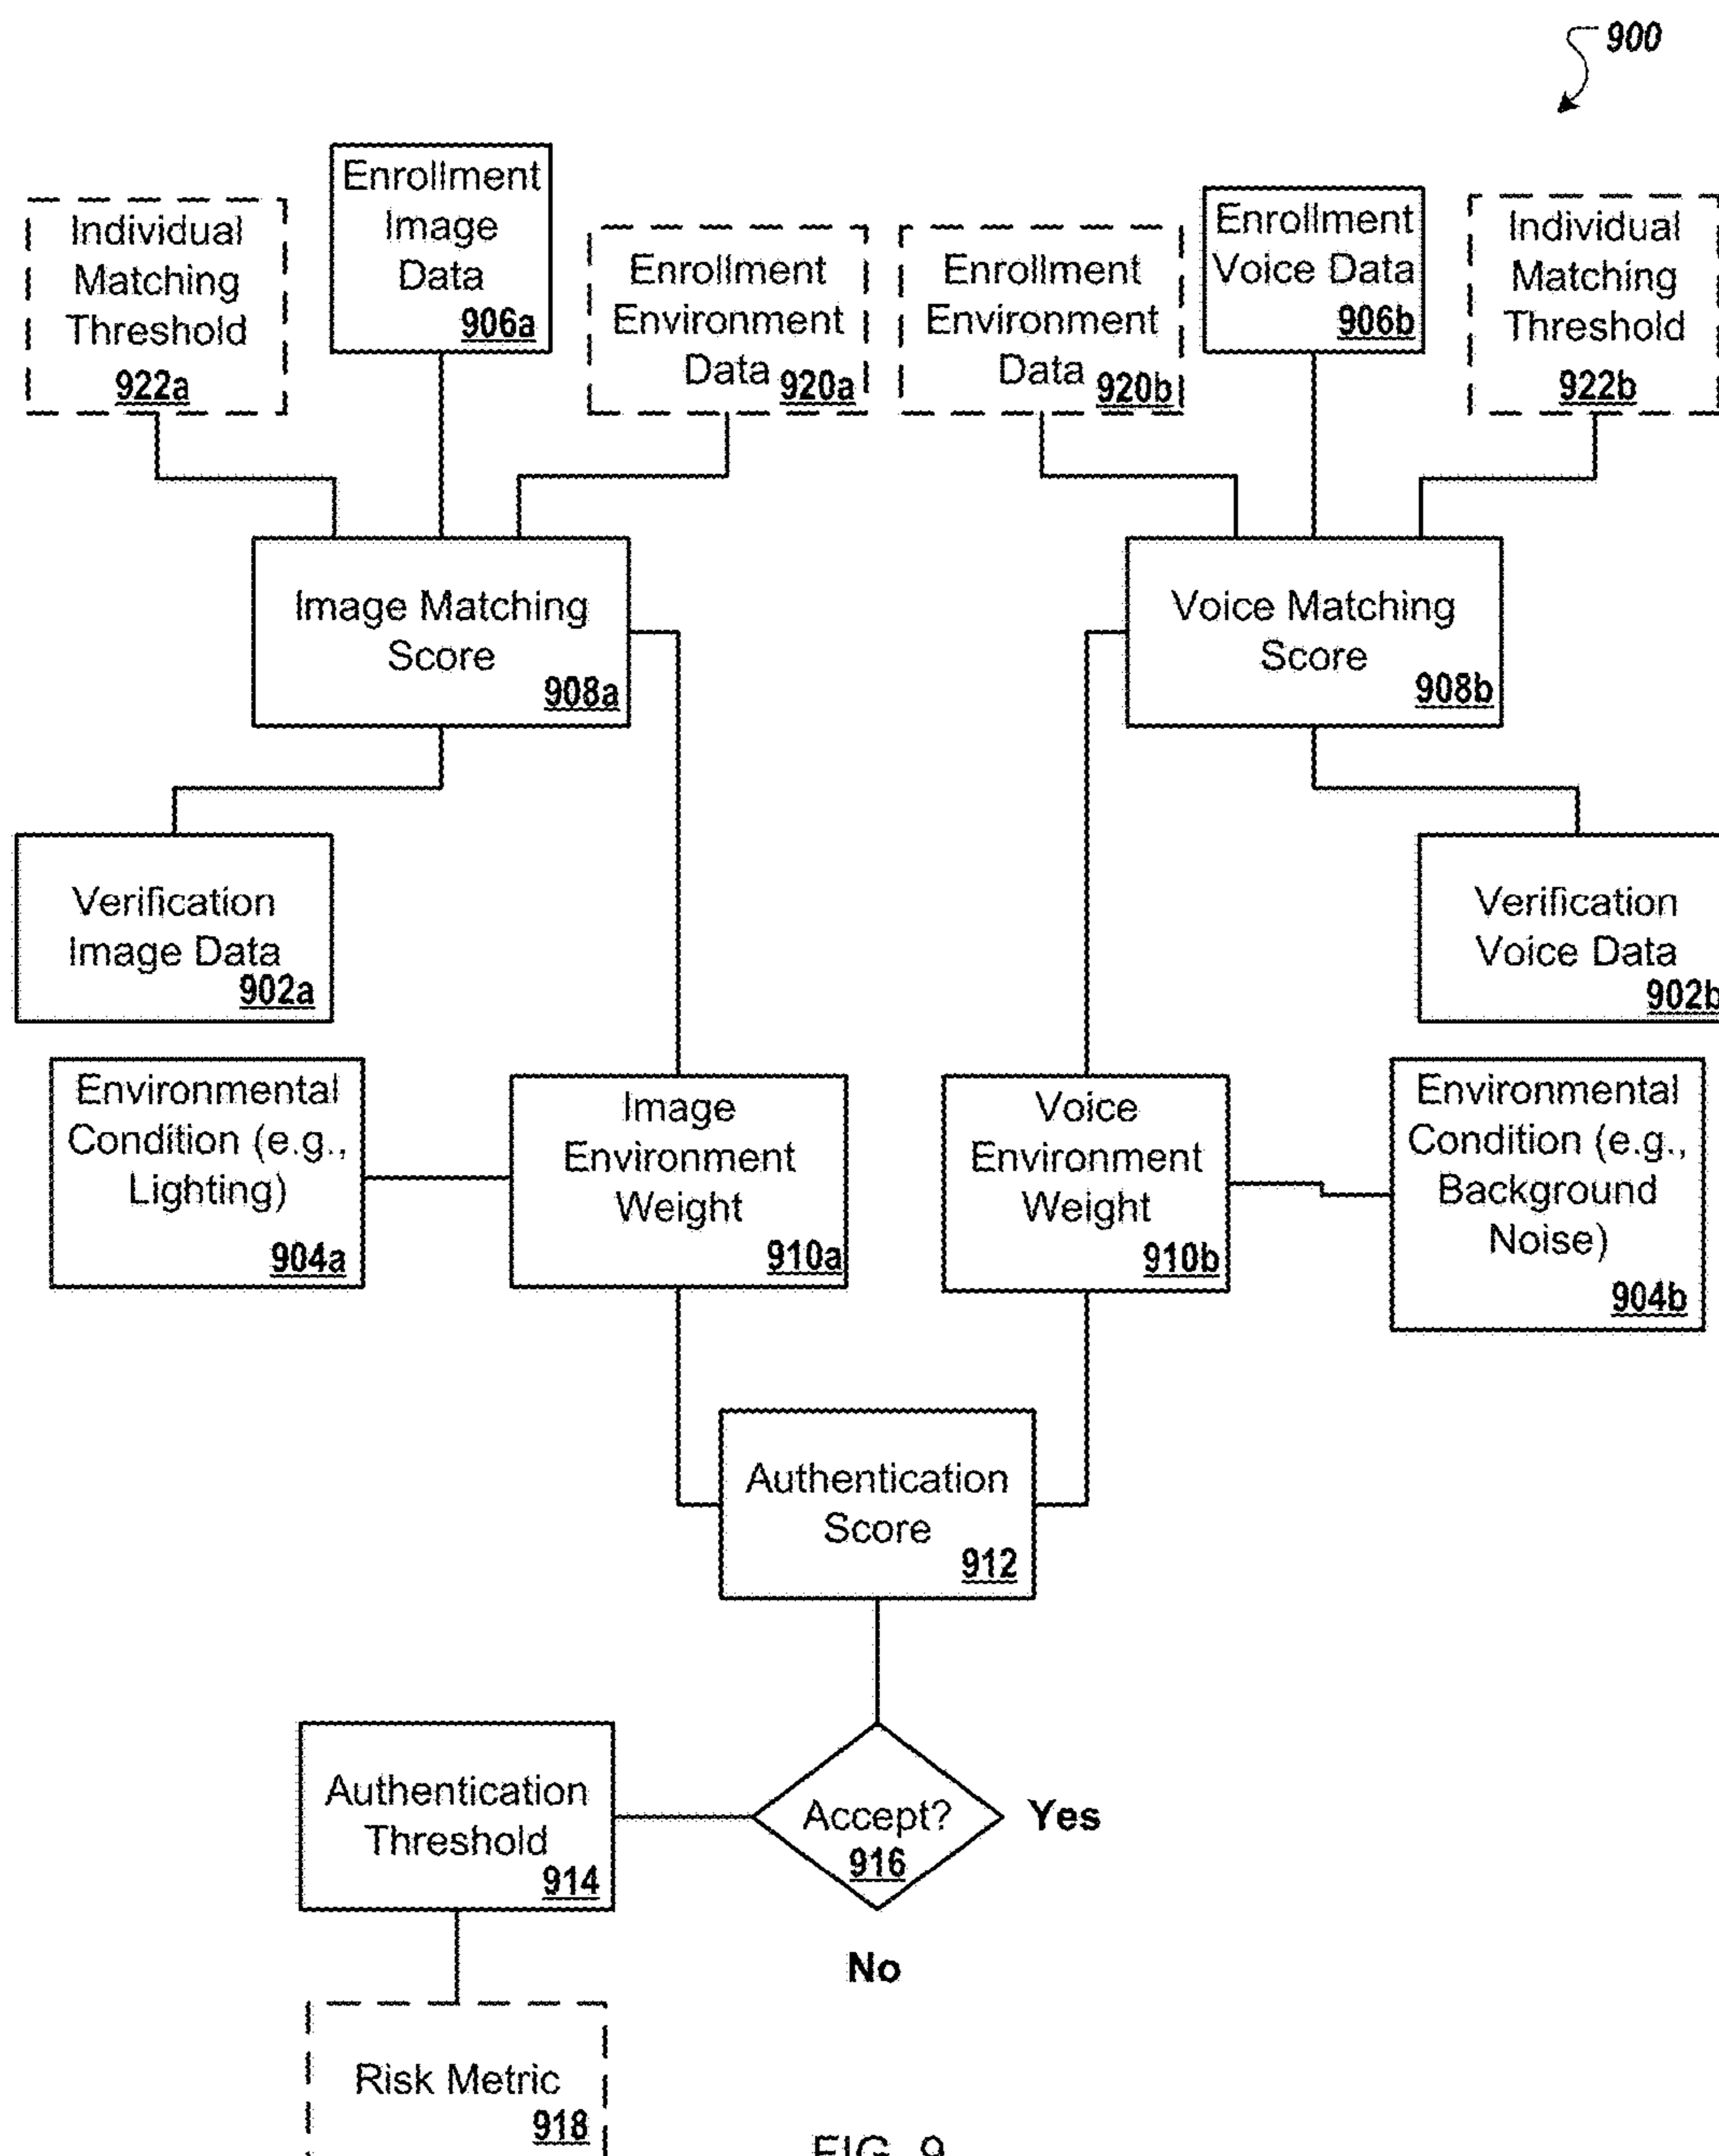 900
Individual
Matching
Threshold
922a
Enrollment
Image
Data
906a
Enrollment
Environment
Data
920a
Enrollment
Environment
Data
920b
Enrollment
Voice Data
906b
Individual
Matching
Threshold
922b
Image Matching
Score
908a
Voice Matching
Score
908b
Verification
Image Data
902a
Verification
Voice Data
902b
Environmental
Condition (e.g.,
Lighting)
904a
Image
Environment
Weight
910a
Voice
Environment
Weight
910b
Environmental
Condition (e.g.,
Background
Noise)
904b
Authentication
Score
912
Authentication
Threshold
914
Accept?
916
Yes
No
Risk Metric
918
FIG. 9